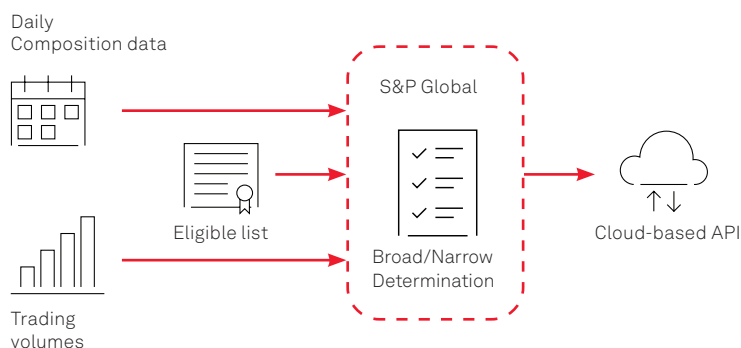 Daily
Composition data
S&P Global
Eligible list
Broad/Narrow
Determination
Cloud-based API
Trading
volumes